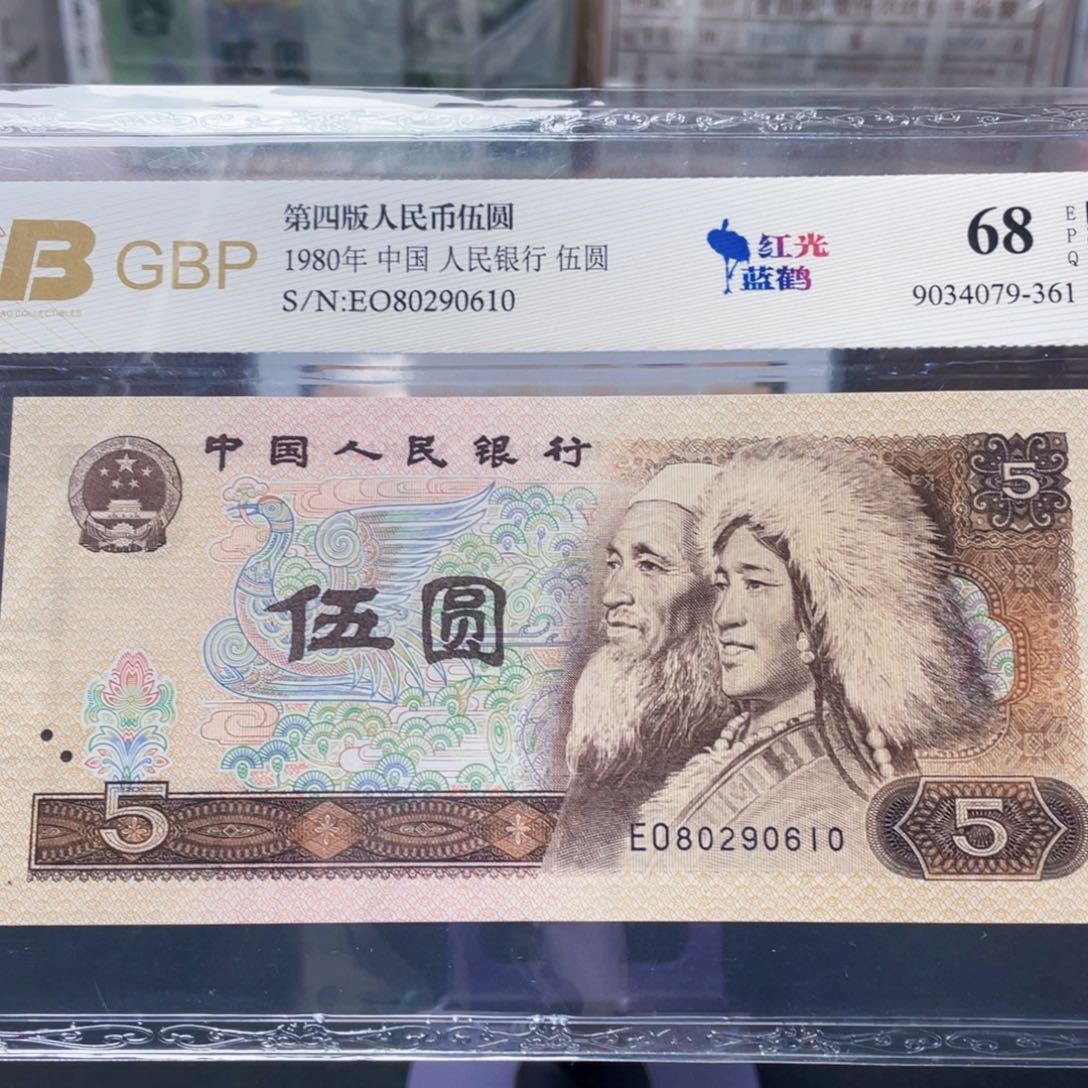 GBP
第四版人民币伍圆
1980年 中国 人民银行 伍圆
S/N:EO80290610
红光
蓝鹤
68
EPQ
9034079-361
中国人民银行
5
伍圆
5
EO80290610
5